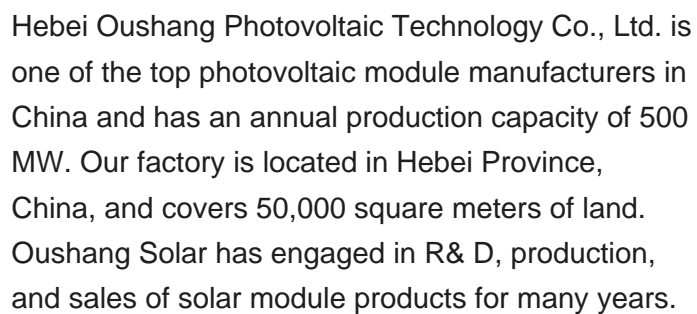 Hebei Oushang Photovoltaic Technology Co., Ltd. is
one of the top photovoltaic module manufacturers in
China and has an annual production capacity of 500
MW. Our factory is located in Hebei Province,
China, and covers 50,000 square meters of land.
Oushang Solar has engaged in R& D, production,
and sales of solar module products for many years.